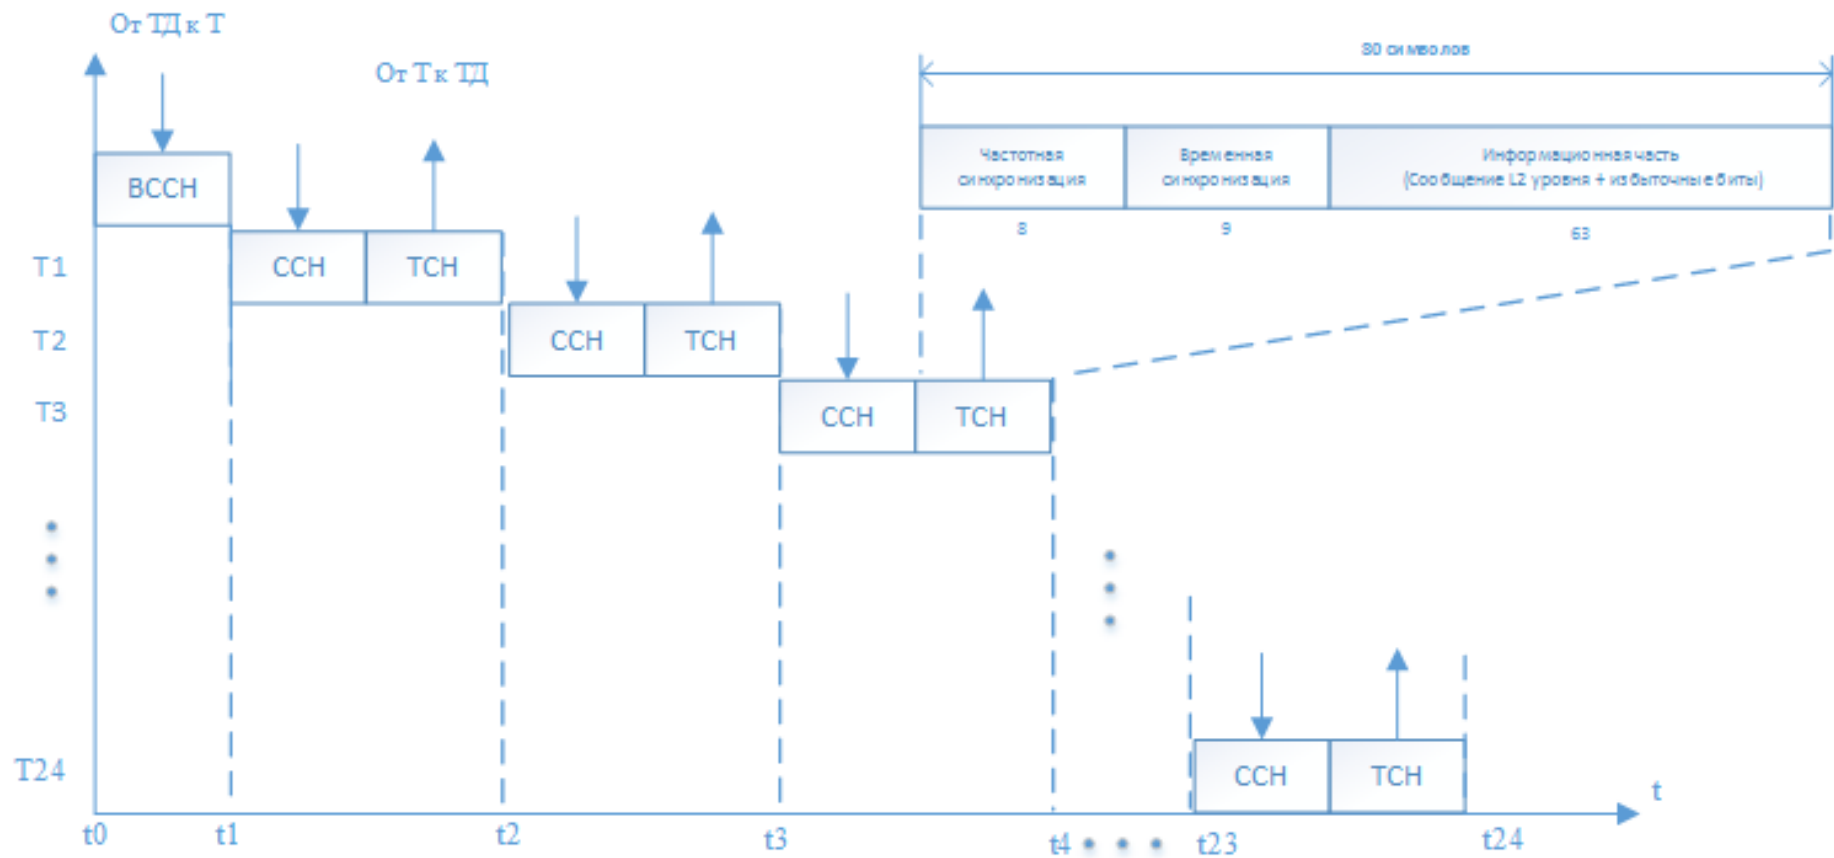 От ТД к Т
От Т к ТД
80 символов
Частотная
синхронизация
Временная
синхронизация
Информационная часть
(Сообщение L2 уровня + избыточные биты)
8
9
63
BCCH
T1
CCH
TCH
T2
CCH
TCH
T3
CCH
TCH
T24
CCH
TCH
t
t0
t1
t2
t3
t4
t23
t24